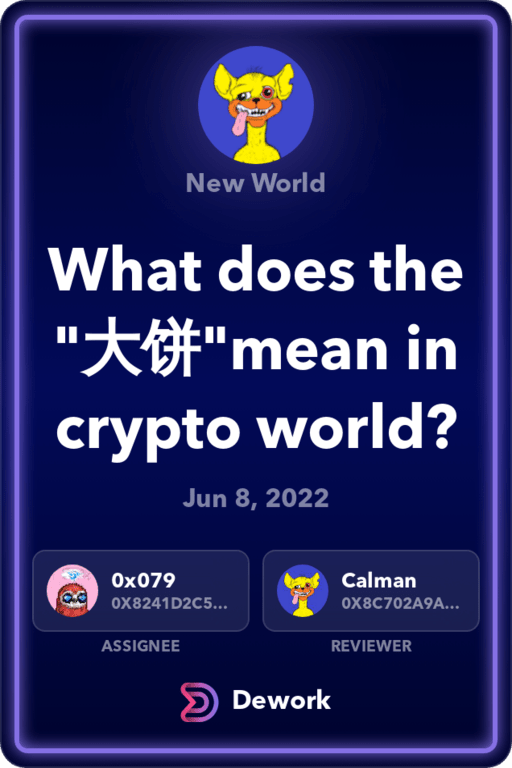 New World
What does the
"大饼"mean in
crypto world?
Jun 8, 2022
0x079
0X8241D2C5...
ASSIGNEE
Calman
0X8C702A9A...
REVIEWER
Dework